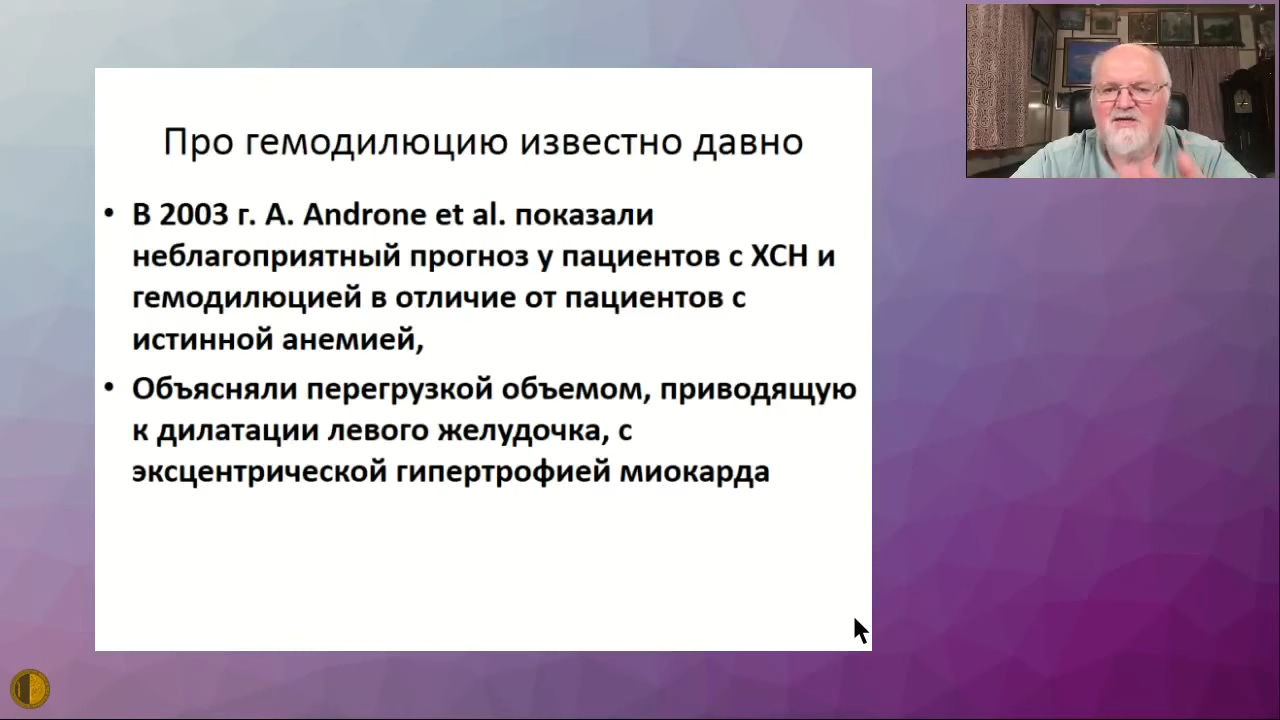 Про гемодилюцию известно давно
• В 2003 г. A. Androne et al. показали
неблагоприятный прогноз у пациентов с ХСН и
гемодилюцией в отличие от пациентов с
истинной анемией,
• Объясняли перегрузкой объемом, приводящую
к дилатации левого желудочка, с
эксцентрической гипертрофией миокарда